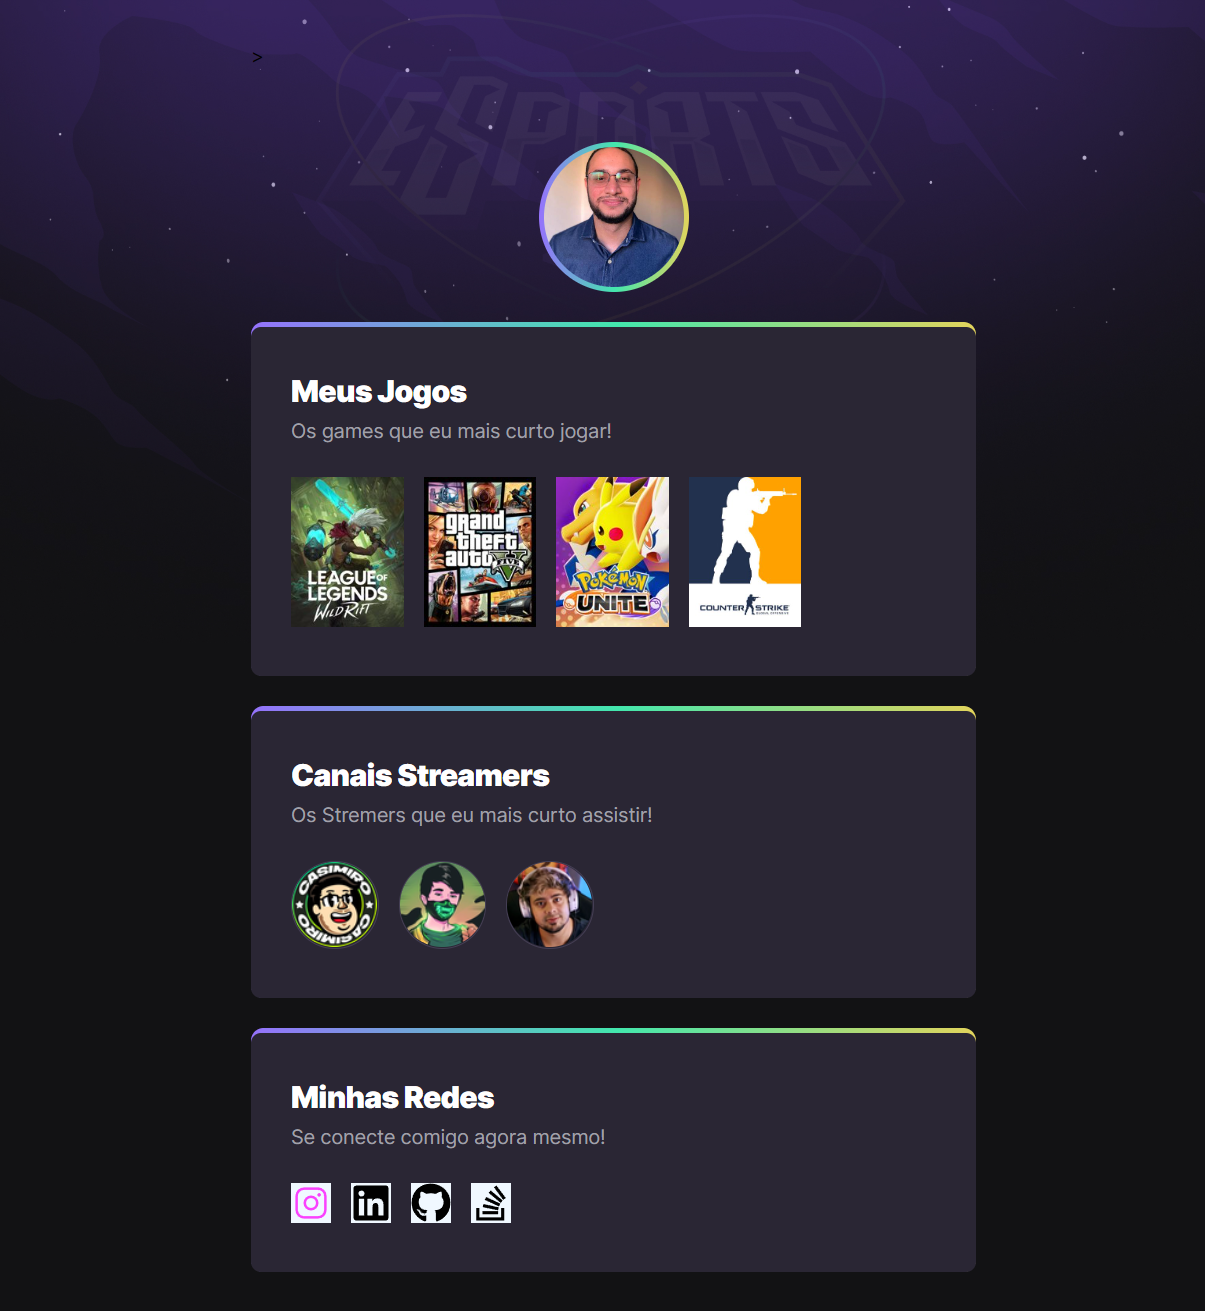 >
ESPORTS
Meus Jogos
Os games que eu mais curto jogar!
LEAGUE OF
LEGENDS
WILD RIFT
grand
theft
auto V
FIVE
POKÉMON
UNITE
COUNTER STRIKE
Canais Streamers
Os Stremers que eu mais curto assistir!
CASIMIRO
CASIMIRO
Minhas Redes
Se conecte comigo agora mesmo!
in